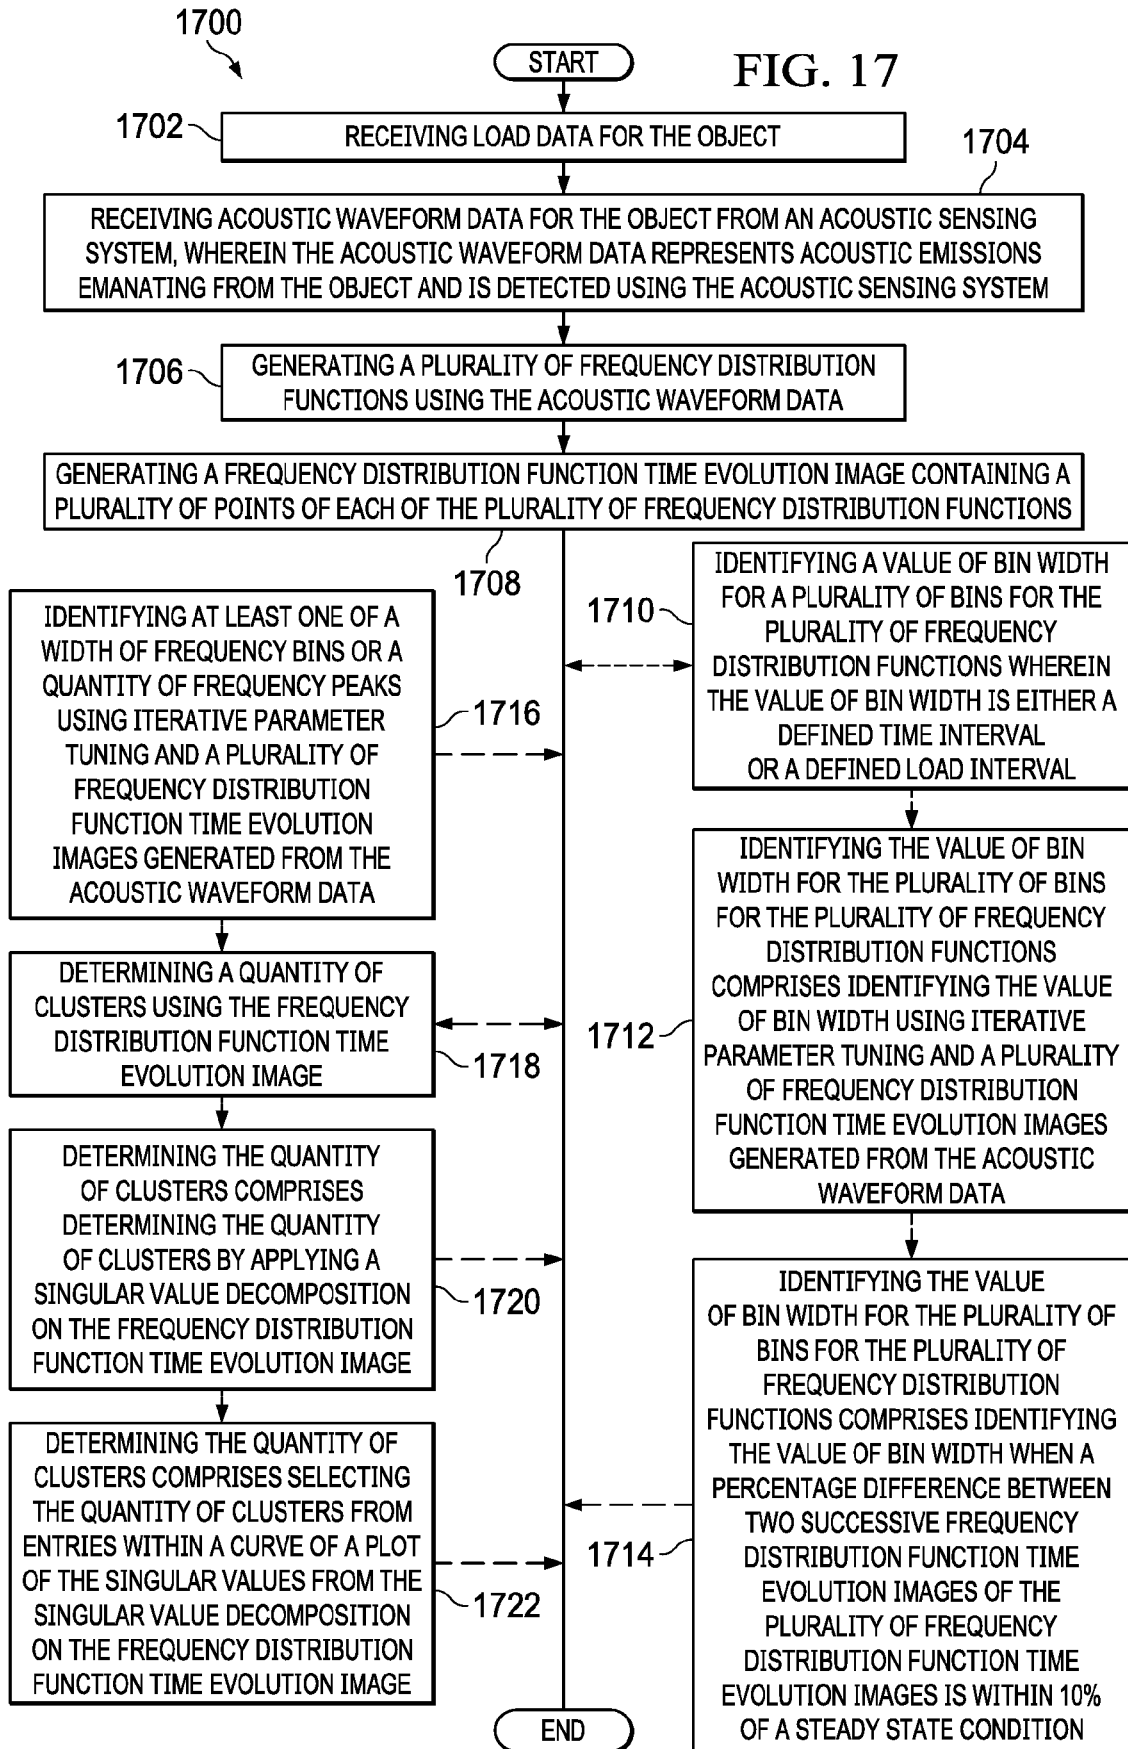 1700
START
FIG. 17
1702
RECEIVING LOAD DATA FOR THE OBJECT
1704
RECEIVING ACOUSTIC WAVEFORM DATA FOR THE OBJECT FROM AN ACOUSTIC SENSING
SYSTEM, WHEREIN THE ACOUSTIC WAVEFORM DATA REPRESENTS ACOUSTIC EMISSIONS
EMANATING FROM THE OBJECT AND IS DETECTED USING THE ACOUSTIC SENSING SYSTEM
1706
GENERATING A PLURALITY OF FREQUENCY DISTRIBUTION
FUNCTIONS USING THE ACOUSTIC WAVEFORM DATA
GENERATING A FREQUENCY DISTRIBUTION FUNCTION TIME EVOLUTION IMAGE CONTAINING A
PLURALITY OF POINTS OF EACH OF THE PLURALITY OF FREQUENCY DISTRIBUTION FUNCTIONS
1708
IDENTIFYING AT LEAST ONE OF A
WIDTH OF FREQUENCY BINS OR A
QUANTITY OF FREQUENCY PEAKS
USING ITERATIVE PARAMETER
TUNING AND A PLURALITY OF
FREQUENCY DISTRIBUTION
FUNCTION TIME EVOLUTION
IMAGES GENERATED FROM THE
ACOUSTIC WAVEFORM DATA
1716
DETERMINING A QUANTITY OF
CLUSTERS USING THE FREQUENCY
DISTRIBUTION FUNCTION TIME
EVOLUTION IMAGE
1718
DETERMINING THE QUANTITY
OF CLUSTERS COMPRISES
DETERMINING THE QUANTITY
OF CLUSTERS BY APPLYING A
SINGULAR VALUE DECOMPOSITION
ON THE FREQUENCY DISTRIBUTION
FUNCTION TIME EVOLUTION IMAGE
1720
DETERMINING THE QUANTITY OF
CLUSTERS COMPRISES SELECTING
THE QUANTITY OF CLUSTERS FROM
ENTRIES WITHIN A CURVE OF A PLOT
OF THE SINGULAR VALUES FROM THE
SINGULAR VALUE DECOMPOSITION
ON THE FREQUENCY DISTRIBUTION
FUNCTION TIME EVOLUTION IMAGE
1722
1710
IDENTIFYING A VALUE OF BIN WIDTH
FOR A PLURALITY OF BINS FOR THE
PLURALITY OF FREQUENCY
DISTRIBUTION FUNCTIONS WHEREIN
THE VALUE OF BIN WIDTH IS EITHER A
DEFINED TIME INTERVAL
OR A DEFINED LOAD INTERVAL
1712
IDENTIFYING THE VALUE OF BIN
WIDTH FOR THE PLURALITY OF BINS
FOR THE PLURALITY OF FREQUENCY
DISTRIBUTION FUNCTIONS
COMPRISES IDENTIFYING THE VALUE
OF BIN WIDTH USING ITERATIVE
PARAMETER TUNING AND A PLURALITY
OF FREQUENCY DISTRIBUTION
FUNCTION TIME EVOLUTION IMAGES
GENERATED FROM THE ACOUSTIC
WAVEFORM DATA
1714
IDENTIFYING THE VALUE
OF BIN WIDTH FOR THE PLURALITY OF
BINS FOR THE PLURALITY OF
FREQUENCY DISTRIBUTION
FUNCTIONS COMPRISES IDENTIFYING
THE VALUE OF BIN WIDTH WHEN A
PERCENTAGE DIFFERENCE BETWEEN
TWO SUCCESSIVE FREQUENCY
DISTRIBUTION FUNCTION TIME
EVOLUTION IMAGES OF THE
PLURALITY OF FREQUENCY
DISTRIBUTION FUNCTION TIME
EVOLUTION IMAGES IS WITHIN 10%
OF A STEADY STATE CONDITION
END